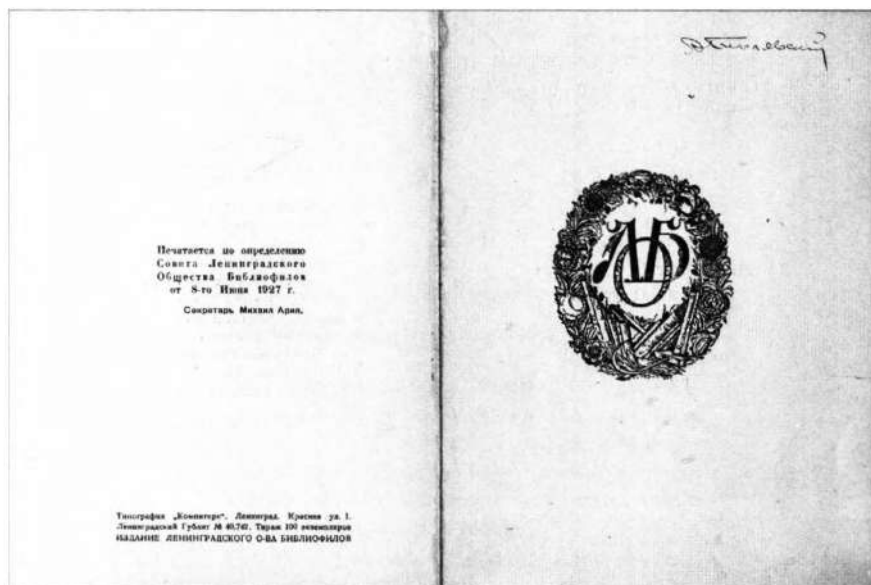 Печатается по определению
Совета Ленинградского
Общества Библиофилов
от 8-го Июня 1927 г.
Секретарь Михаил
Типография „Коминтерн“, Ленинград, Красная ул. 1.
Ленинградский Гублит № 40,742. Тираж 100 экземпляров
ИЗДАНИЕ ЛЕНИНГРАДСКОГО О-ВА БИБЛИОФИЛОВ
ЛОБ